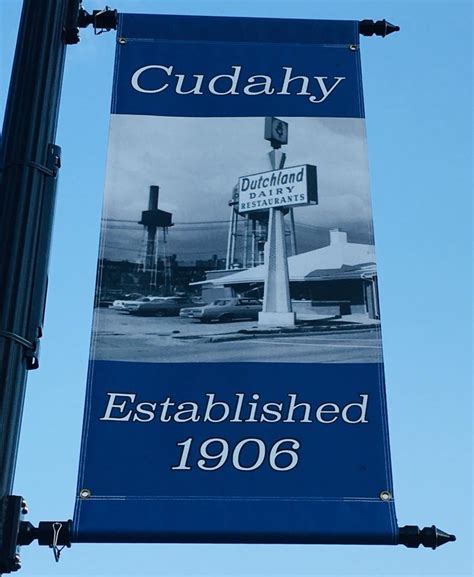 Cudahy
Dutchland
DAIRY
RESTAURANTS
Established
1906